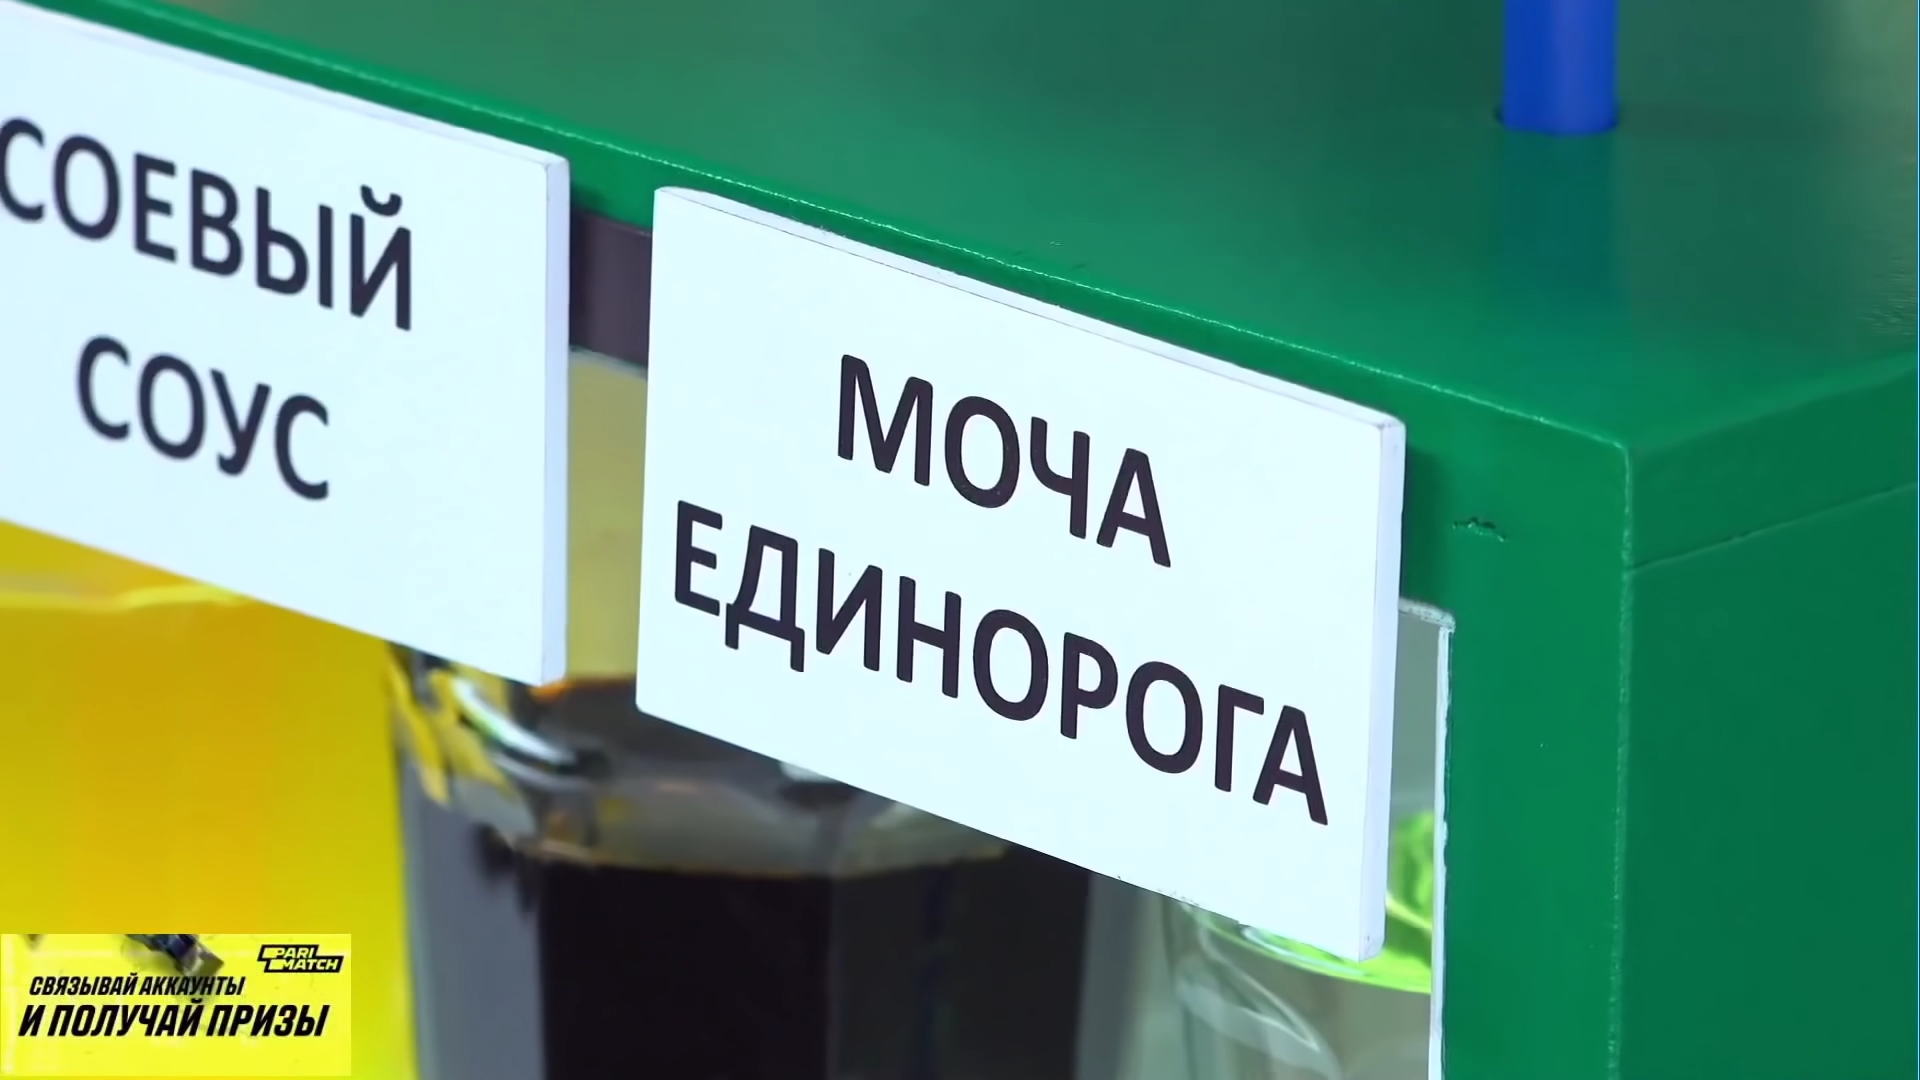 СОЕВЫЙ
СОУС
МОЧА
ЕДИНОРОГА
PARI
MATCH
СВЯЗЫВАЙ АККАУНТЫ
И ПОЛУЧАЙ ПРИЗЫ